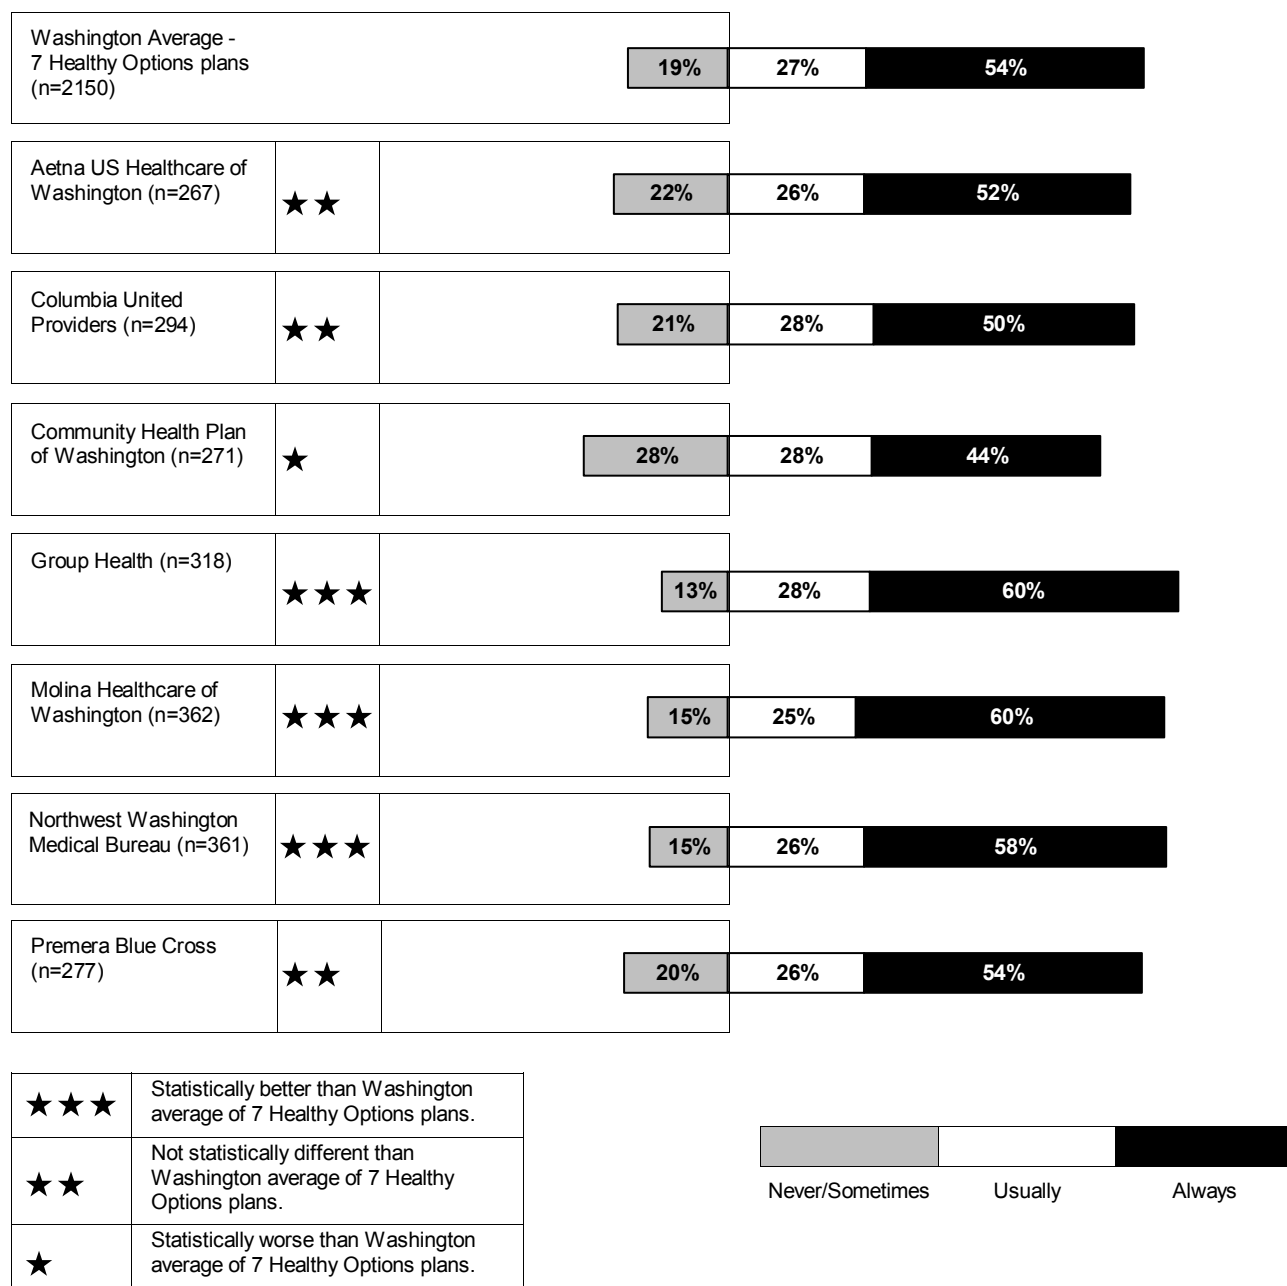 Washington Average -
7 Healthy Options plans
(n=2150)
19% 27% 54%
Aetna US Healthcare of
Washington (n=267)
★★
22% 26% 52%
Columbia United
Providers (n=294)
★★
21% 28% 50%
Community Health Plan
of Washington (n=271)
★
28% 28% 44%
Group Health (n=318)
★★★
13% 28% 60%
Molina Healthcare of
Washington (n=362)
★★★
15% 25% 60%
Northwest Washington
Medical Bureau (n=361)
★★★
15% 26% 58%
Premera Blue Cross
(n=277)
★★
20% 26% 54%
★★★
Statistically better than Washington
average of 7 Healthy Options plans.
★★
Not statistically different than
Washington average of 7 Healthy
Options plans.
★
Statistically worse than Washington
average of 7 Healthy Options plans.
Never/Sometimes Usually Always